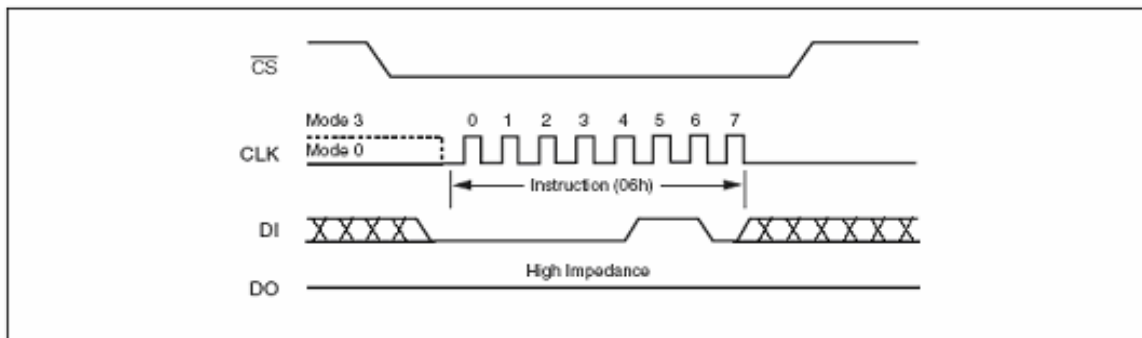 CS
Mode 3
0 1 2 3 4 5 6 7
CLK
Mode 0
Instruction (06h)
DI
High Impedance
DO